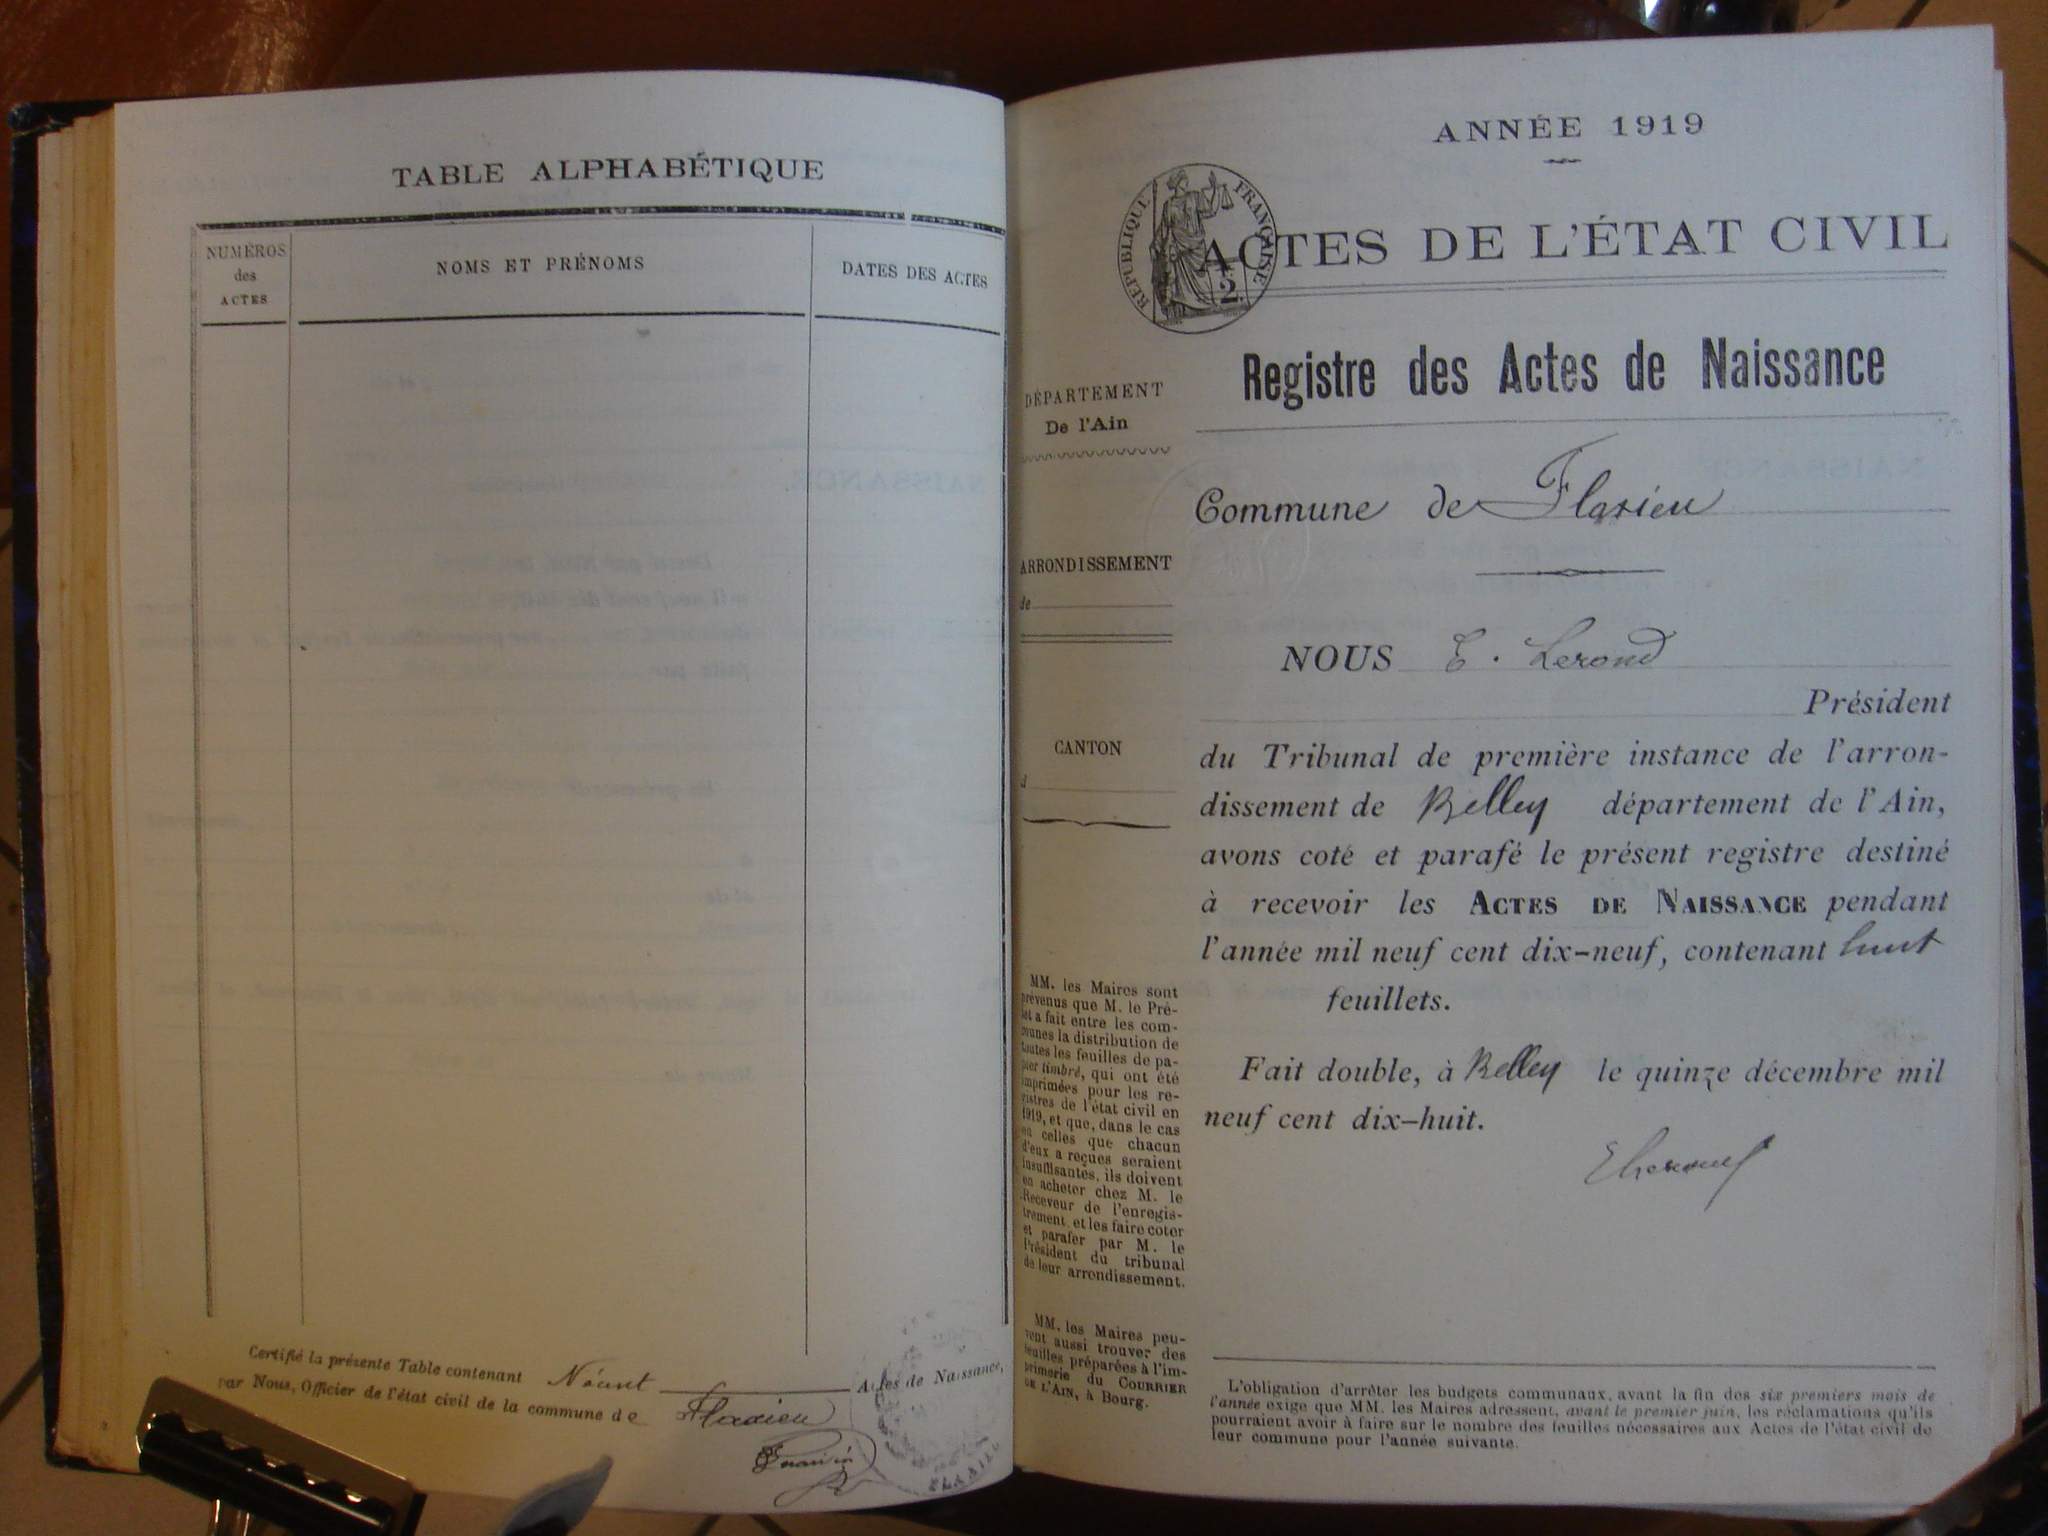 TABLE ALPHABÉTIQUE
NUMÉROS
des
ACTES
NOMS ET PRÉNOMS
DATES DES ACTES
Certifié la présente Table contenant Néant Actes de Naissance,
par Nous, Officier de l'état civil de la commune de Flaxieu
ANNÉE 1919
RÉPUBLIQUE FRANÇAISE
2
ACTES DE L'ÉTAT CIVIL
Registre des Actes de Naissance
DÉPARTEMENT
De l'Ain
Commune de Flaxieu
ARRONDISSEMENT
de
NOUS E. Lerond
Président
CANTON
d
du Tribunal de première instance de l'arron-
dissement de Belley département de l'Ain,
avons coté et parafé le présent registre destiné
à recevoir les ACTES DE NAISSANCE pendant
l'année mil neuf cent dix-neuf, contenant huit
feuillets.
Fait double, à Belley le quinze décembre mil
neuf cent dix-huit.
MM. les Maires sont
prévenus que M. le Pré-
fet a fait entre les com-
munes la distribution de
toutes les feuilles de pa-
pier timbré, qui ont été
imprimées pour les re-
gistres de l'état civil en
1919, et que, dans le cas
où celles que chacun
d'eux a reçues seraient
insuffisantes, ils doivent
en acheter chez M. le
Receveur de l'enregis-
trement et les faire coter
et parafer par M. le
Président du tribunal
de leur arrondissement.
MM. les Maires peu-
vent aussi trouver des
feuilles préparées à l'im-
primerie du COURRIER
DE L'AIN, à Bourg.
L'obligation d'arrêter les budgets communaux avant la fin des six premiers mois de
l'année exige que MM. les Maires adressent, avant le premier juin, les réclamations qu'ils
pourraient avoir à faire sur le nombre des feuilles nécessaires aux Actes de l'état civil de
leur commune pour l'année suivante.